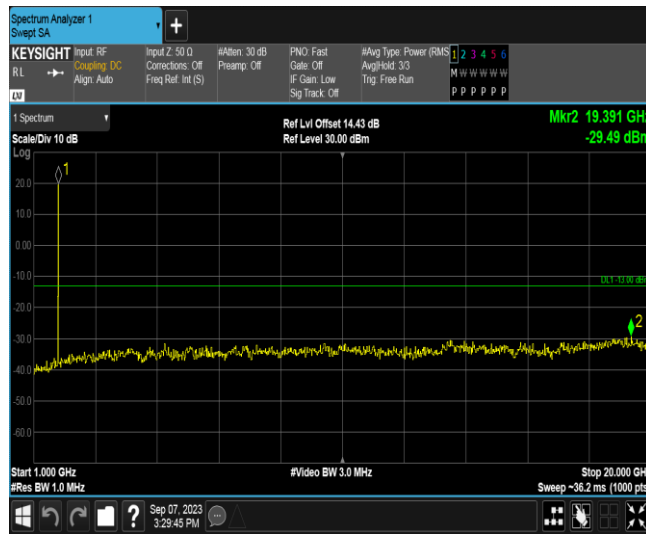 Spectrum Analyzer 1
Swept SA
+
KEYSIGHT
RL
LXI
Input: RF
Coupling: DC
Align: Auto
Input Z: 50 Ω
Corrections: Off
Freq Ref: Int (S)
#Atten: 30 dB
Preamp: Off
PNO: Fast
Gate: Off
IF Gain: Low
Sig Track: Off
#Avg Type: Power (RMS
Avg|Hold: 3/3
Trig: Free Run
1 2 3 4 5 6
M W W W W W
P P P P P P
1 Spectrum
Scale/Div 10 dB
Log
Ref Lvl Offset 14.43 dB
Ref Level 30.00 dBm
Mkr2 19.391 GHz
-29.49 dBm
1
20.0
10.0
0.00
-10.0
DL1 -13.00 dBm
-20.0
2
-30.0
-40.0
-50.0
-60.0
Start 1.000 GHz
#Res BW 1.0 MHz
#Video BW 3.0 MHz
Stop 20.000 GH
Sweep ~36.2 ms (1000 pts
?
Sep 07, 2023
3:29:45 PM